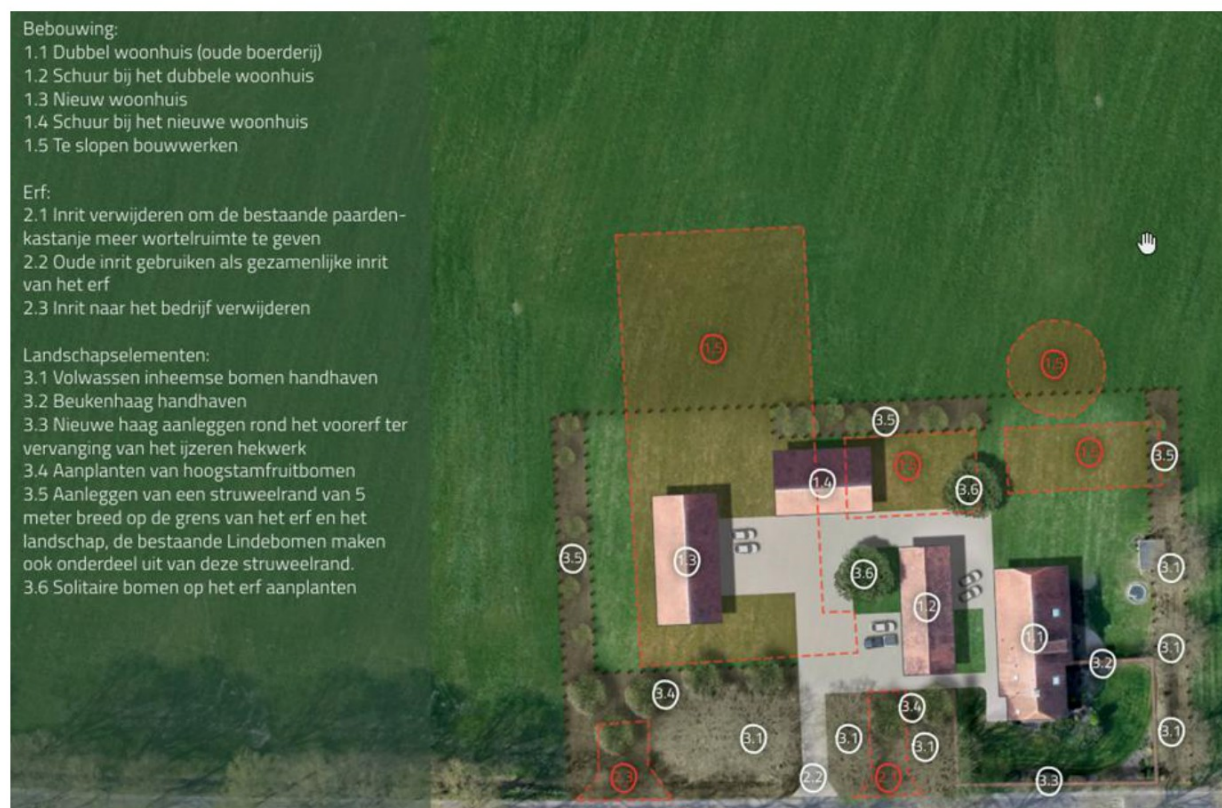 Bebouwing:
1.1 Dubbel woonhuis (oude boerderij)
1.2 Schuur bij het dubbele woonhuis
1.3 Nieuw woonhuis
1.4 Schuur bij het nieuwe woonhuis
1.5 Te slopen bouwwerken
Erf:
2.1 Inrit verwijderen om de bestaande paarden-
kastanje meer wortelruimte te geven
2.2 Oude inrit gebruiken als gezamenlijke inrit
van het erf
2.3 Inrit naar het bedrijf verwijderen
Landschapselementen:
3.1 Volwassen inheemse bomen handhaven
3.2 Beukenhaag handhaven
3.3 Nieuwe haag aanleggen rond het voorerf ter
vervanging van het ijzeren hekwerk
3.4 Aanplanten van hoogstamfruitbomen
3.5 Aanleggen van een struweelrand van 5
meter breed op de grens van het erf en het
landschap, de bestaande Lindebomen maken
ook onderdeel uit van deze struweelrand.
3.6 Solitaire bomen op het erf aanplanten
1.5
1.5
3.5
1.5
1.5
3.5
1.4
3.6
3.5
1.3
3.6
3.1
1.2
1.1
3.1
3.2
3.4
3.4
3.1
3.1
3.1
3.1
2.3
2.2
2.1
3.3